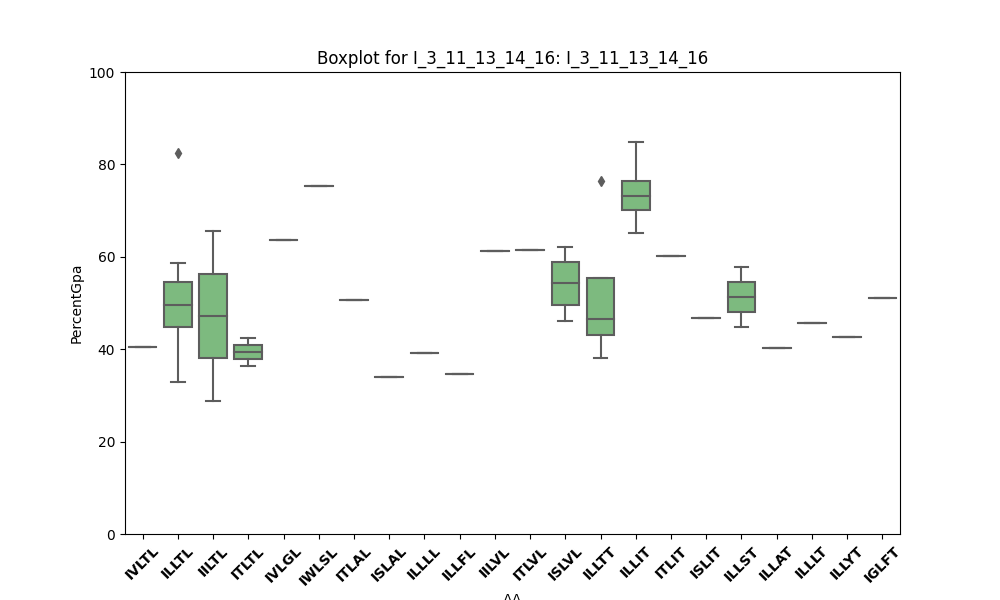 Boxplot for I_3_11_13_14_16: I_3_11_13_14_16
100
80
60
40
20
0
PercentGpa
IVLTL
ILLTL
IILTL
ITLTL
IVLGL
IWLSL
ITLAL
ISLAL
ILLLL
ILLFL
IILVL
ITLVL
ISLVL
ILLTT
ILLIT
ITLIT
ISLIT
ILLST
ILLAT
ILLLT
ILLYT
IGLFT
AA